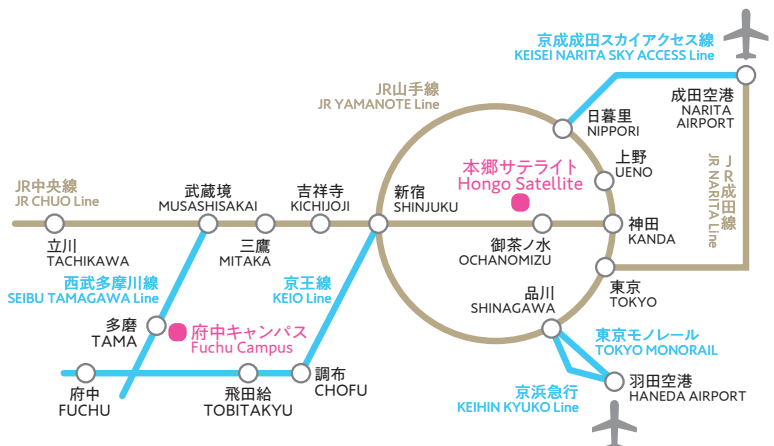 京成成田スカイアクセス線
KEISEI NARITA SKY ACCESS Line
成田空港
NARITA
AIRPORT
JR山手線
JR YAMANOTE Line
日暮里
NIPPORI
上野
UENO
本郷サテライト
Hongo Satellite
JR成田線
JR NARITA Line
JR中央線
JR CHUO Line
武蔵境
MUSASHISAKAI
吉祥寺
KICHIJOJI
新宿
SHINJUKU
神田
KANDA
立川
TACHIKAWA
三鷹
MITAKA
御茶ノ水
OCHANOMIZU
西武多摩川線
SEIBU TAMAGAWA Line
京王線
KEIO Line
品川
SHINAGAWA
東京
TOKYO
多磨
TAMA
府中キャンパス
Fuchu Campus
東京モノレール
TOKYO MONORAIL
府中
FUCHU
飛田給
TOBITAKYU
調布
CHOFU
京浜急行
KEIHIN KYUKO Line
羽田空港
HANEDA AIRPORT